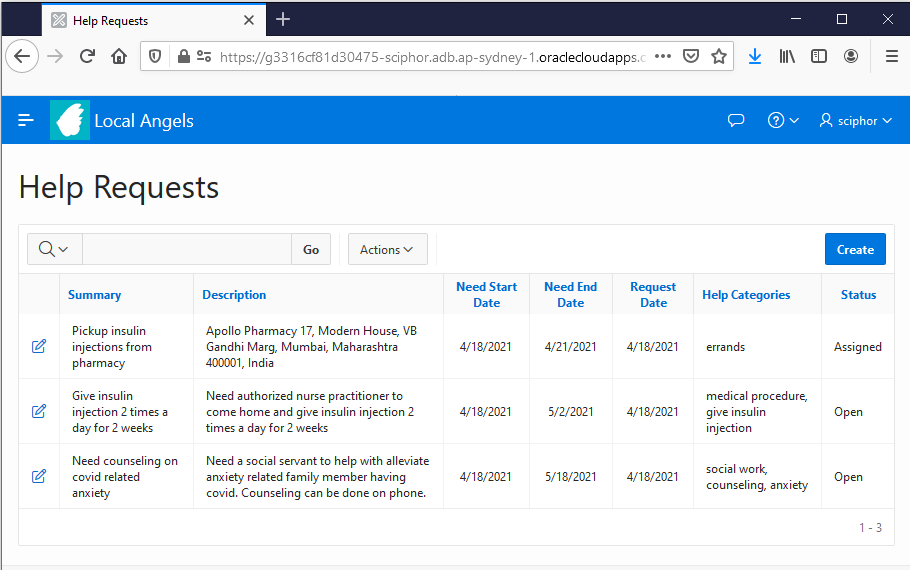 Help Requests
https://g3316cf81d30475-sciphor.adb.ap-sydney-1.oraclecloudapps.c
Local Angels
sciphor
Help Requests
Go
Actions
Create
Summary
Description
Need Start
Date
Need End
Date
Request
Date
Help Categories
Status
Pickup insulin
injections from
pharmacy
Apollo Pharmacy 17, Modern House, VB
Gandhi Marg, Mumbai, Maharashtra
400001, India
4/18/2021
4/21/2021
4/18/2021
errands
Assigned
Give insulin
injection 2 times a
day for 2 weeks
Need authorized nurse practitioner to
come home and give insulin injection 2
times a day for 2 weeks
4/18/2021
5/2/2021
4/18/2021
medical procedure,
give insulin
injection
Open
Need counseling on
covid related
anxiety
Need a social servant to help with alleviate
anxiety related family member having
covid. Counseling can be done on phone.
4/18/2021
5/18/2021
4/18/2021
social work,
counseling, anxiety
Open
1 - 3